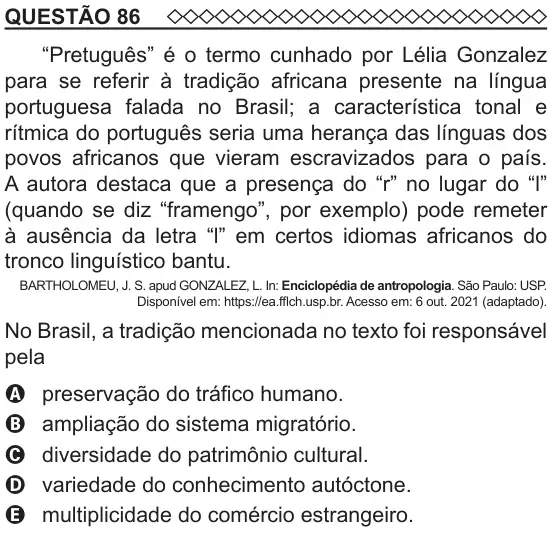 QUESTÃO 86
“Pretuguês” é o termo cunhado por Lélia Gonzalez
para se referir à tradição africana presente na língua
portuguesa falada no Brasil; a característica tonal e
rítmica do português seria uma herança das línguas dos
povos africanos que vieram escravizados para o país.
A autora destaca que a presença do “r” no lugar do “l”
(quando se diz “framengo”, por exemplo) pode remeter
à ausência da letra “l” em certos idiomas africanos do
tronco linguístico bantu.
BARTHOLOMEU, J. S. apud GONZALEZ, L. In: Enciclopédia de antropologia. São Paulo: USP.
Disponível em: https://ea.fflch.usp.br. Acesso em: 6 out. 2021 (adaptado).
No Brasil, a tradição mencionada no texto foi responsável
pela
A preservação do tráfico humano.
B ampliação do sistema migratório.
C diversidade do patrimônio cultural.
D variedade do conhecimento autóctone.
E multiplicidade do comércio estrangeiro.